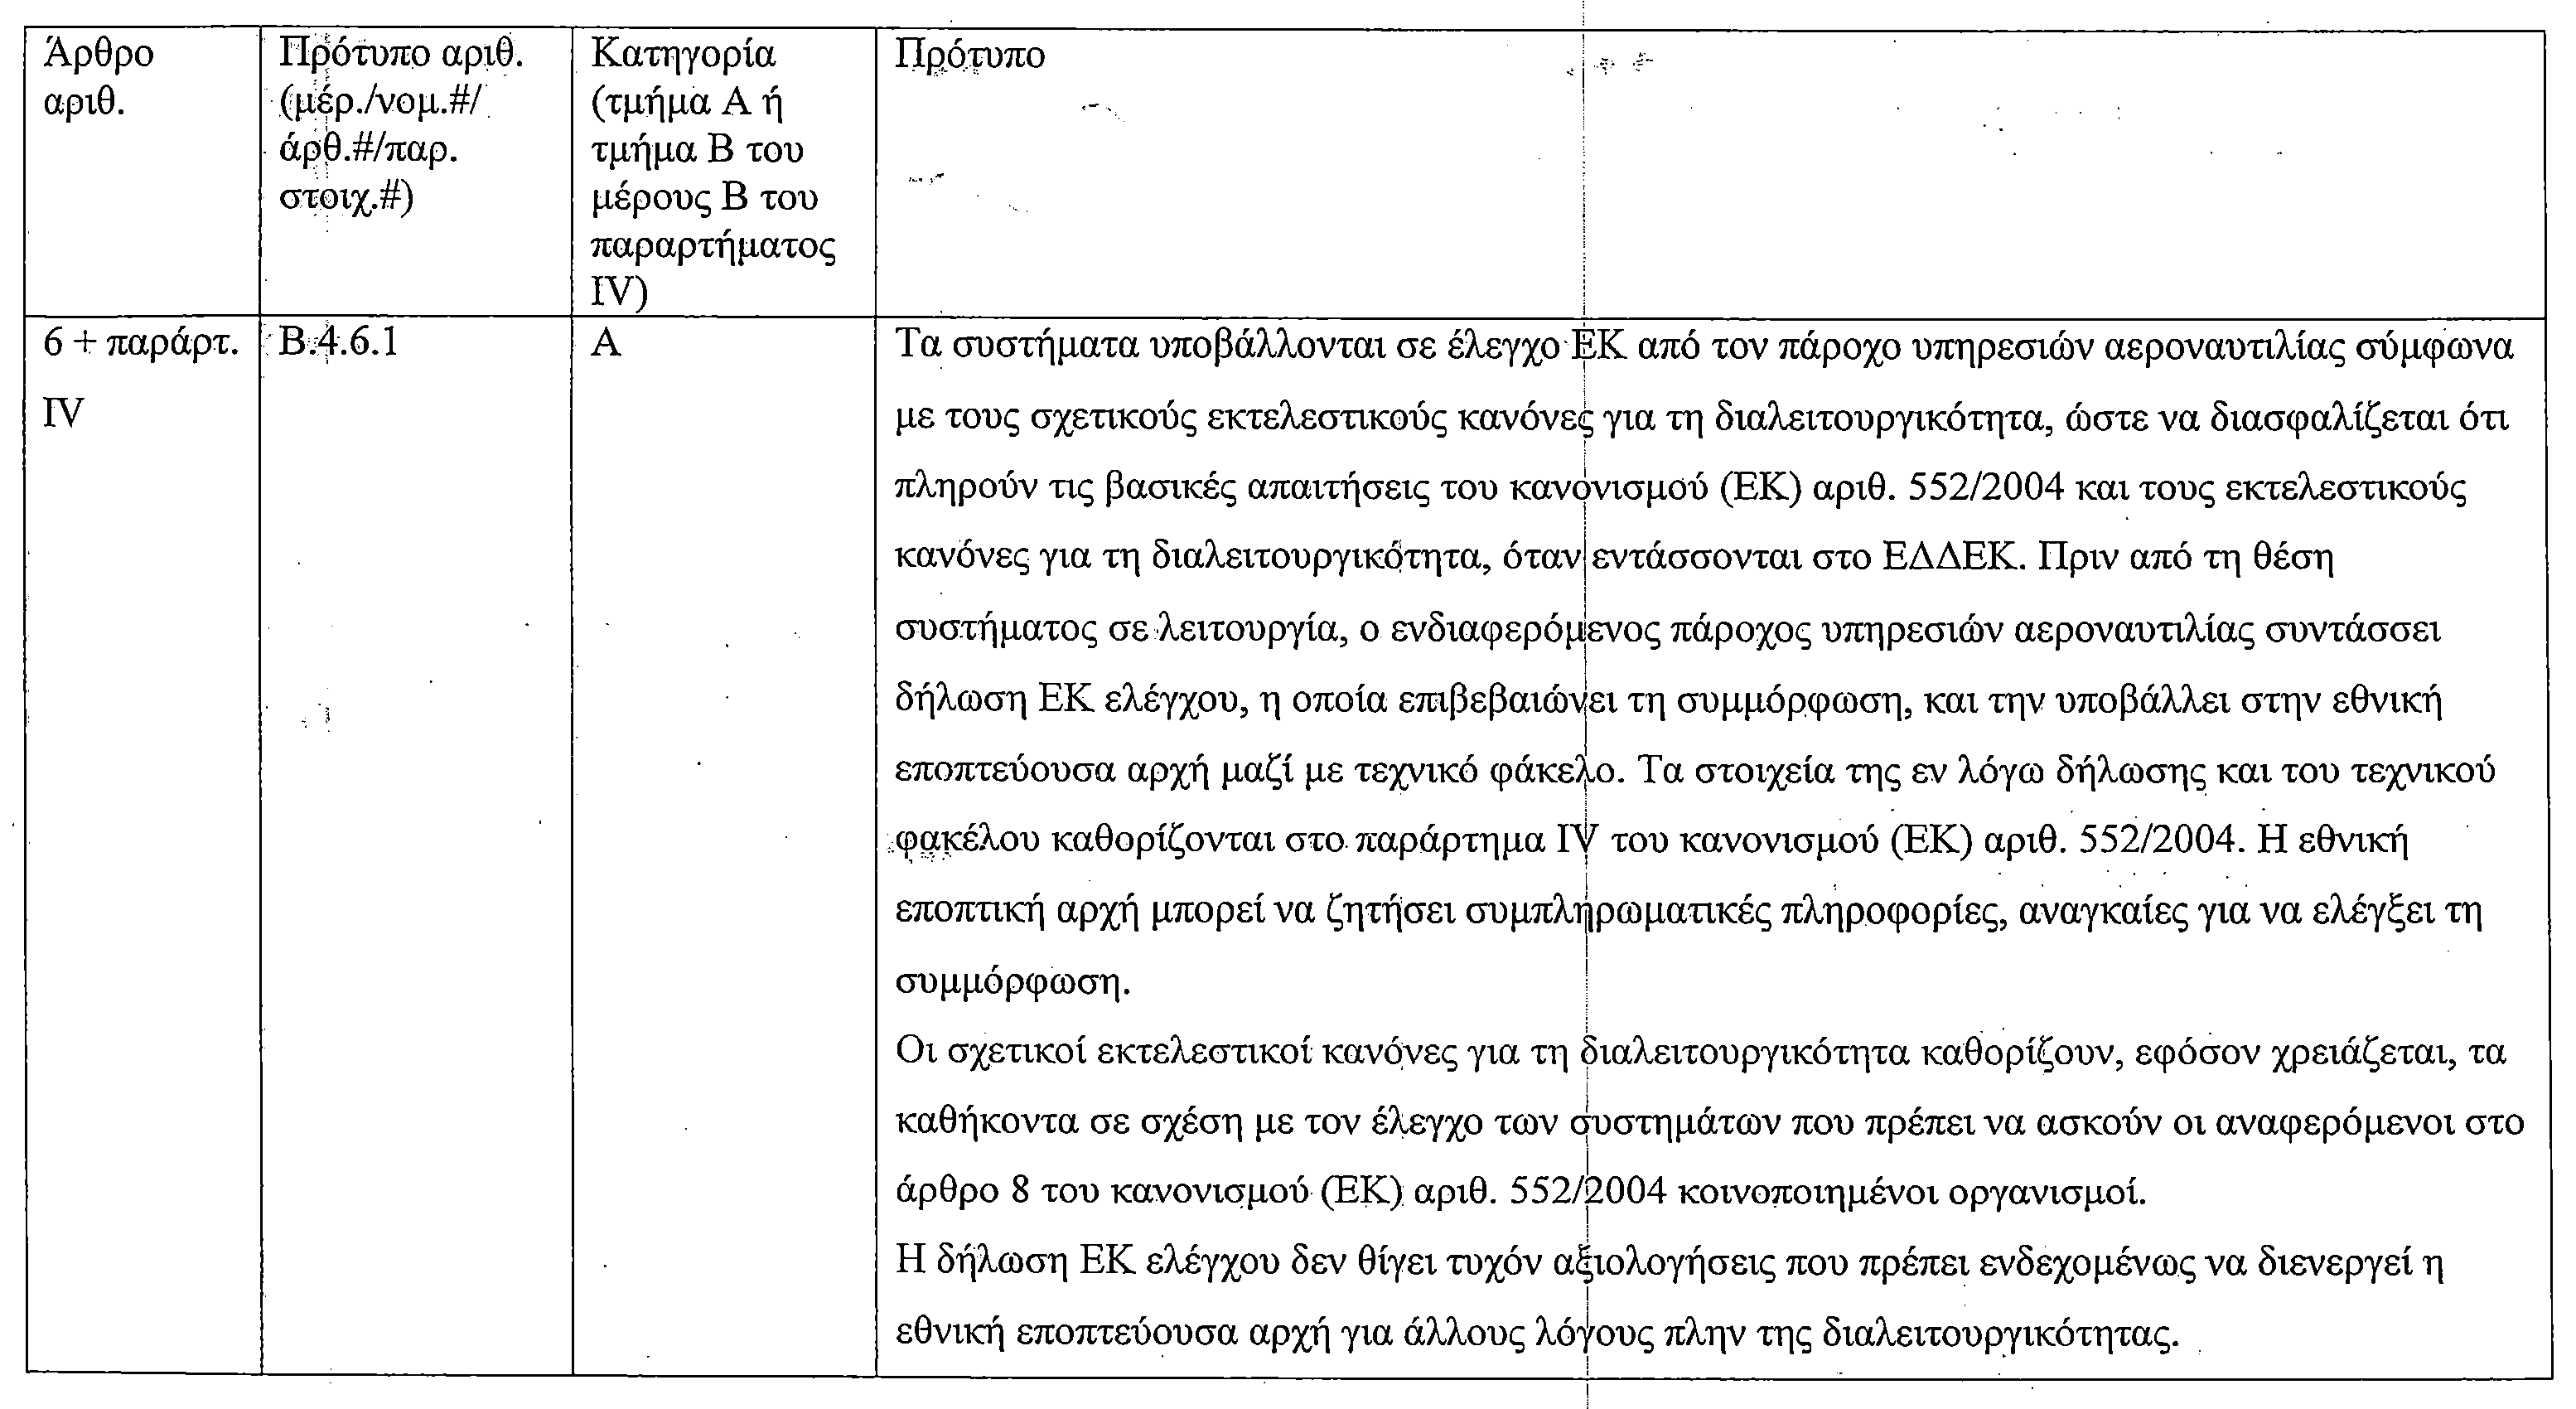 Άρθρο
αριθ.
Πρότυπο αριθ.
(μέρ./νομ.#/
άρθ.#/παρ.
στοιχ.#)
Κατηγορία
(τμήμα Α ή
τμήμα Β του
μέρους Β του
παραρτήματος
IV)
Πρότυπο
6 + παράρτ.
IV
Β.4.6.1
Α
Τα συστήματα υποβάλλονται σε έλεγχο ΕΚ από τον πάροχο υπηρεσιών αεροναυτιλίας σύμφωνα
με τους σχετικούς εκτελεστικούς κανόνες για τη διαλειτουργικότητα, ώστε να διασφαλίζεται ότι
πληρούν τις βασικές απαιτήσεις του κανονισμού (ΕΚ) αριθ. 552/2004 και τους εκτελεστικούς
κανόνες για τη διαλειτουργικότητα, όταν εντάσσονται στο ΕΔΔΕΚ. Πριν από τη θέση
συστήματος σε λειτουργία, ο ενδιαφερόμενος πάροχος υπηρεσιών αεροναυτιλίας συντάσσει
δήλωση ΕΚ ελέγχου, η οποία επιβεβαιώνει τη συμμόρφωση, και την υποβάλλει στην εθνική
εποπτεύουσα αρχή μαζί με τεχνικό φάκελο. Τα στοιχεία της εν λόγω δήλωσης και του τεχνικού
φακέλου καθορίζονται στο παράρτημα IV του κανονισμού (ΕΚ) αριθ. 552/2004. Η εθνική
εποπτική αρχή μπορεί να ζητήσει συμπληρωματικές πληροφορίες, αναγκαίες για να ελέγξει τη
συμμόρφωση.
Οι σχετικοί εκτελεστικοί κανόνες για τη διαλειτουργικότητα καθορίζουν, εφόσον χρειάζεται, τα
καθήκοντα σε σχέση με τον έλεγχο των συστημάτων που πρέπει να ασκούν οι αναφερόμενοι στο
άρθρο 8 του κανονισμού (ΕΚ) αριθ. 552/2004 κοινοποιημένοι οργανισμοί.
Η δήλωση ΕΚ ελέγχου δεν θίγει τυχόν αξιολογήσεις που πρέπει ενδεχομένως να διενεργεί η
εθνική εποπτεύουσα αρχή για άλλους λόγους πλην της διαλειτουργικότητας.